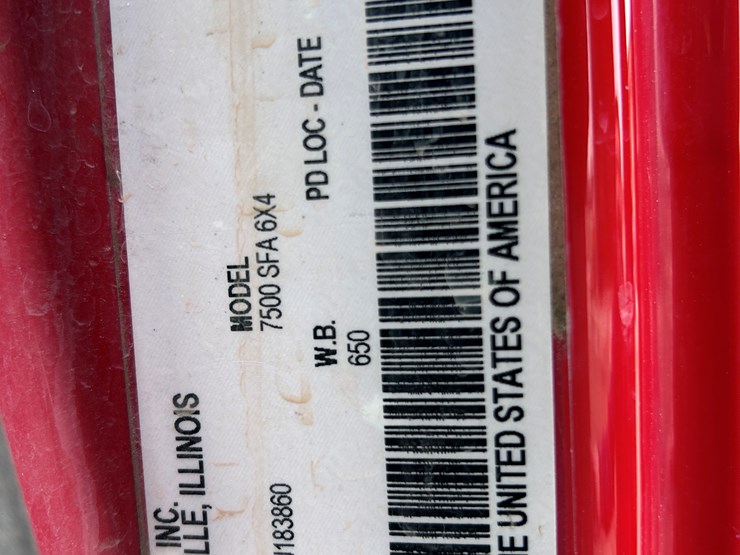 INC.
LLE, ILLINOIS
MODEL
7500 SFA 6X4
183860
W.B.
650
PD LOC - DATE
E UNITED STATES OF AMERICA